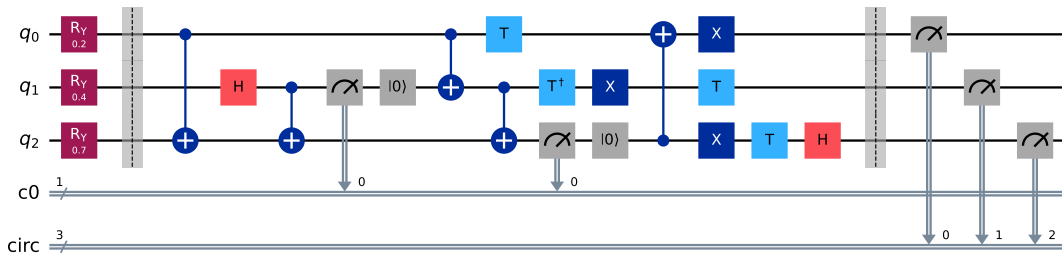 q0 RY 0.2 T X
q1 RY 0.4 H |0⟩ T† X T
q2 RY 0.7 |0⟩ X T H
c0 1 0 0
circ 3 0 1 2